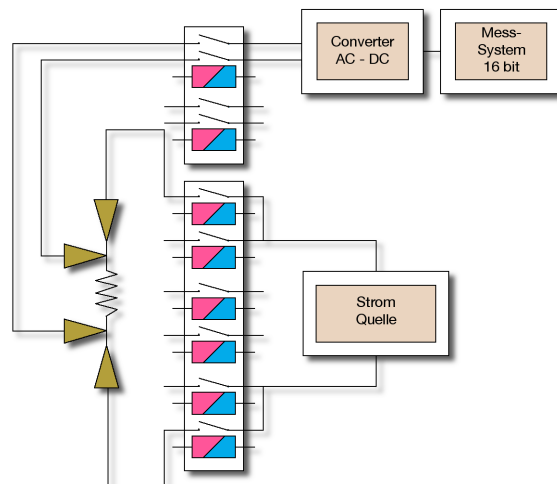 Converter
AC - DC
Mess-
System
16 bit
Strom
Quelle